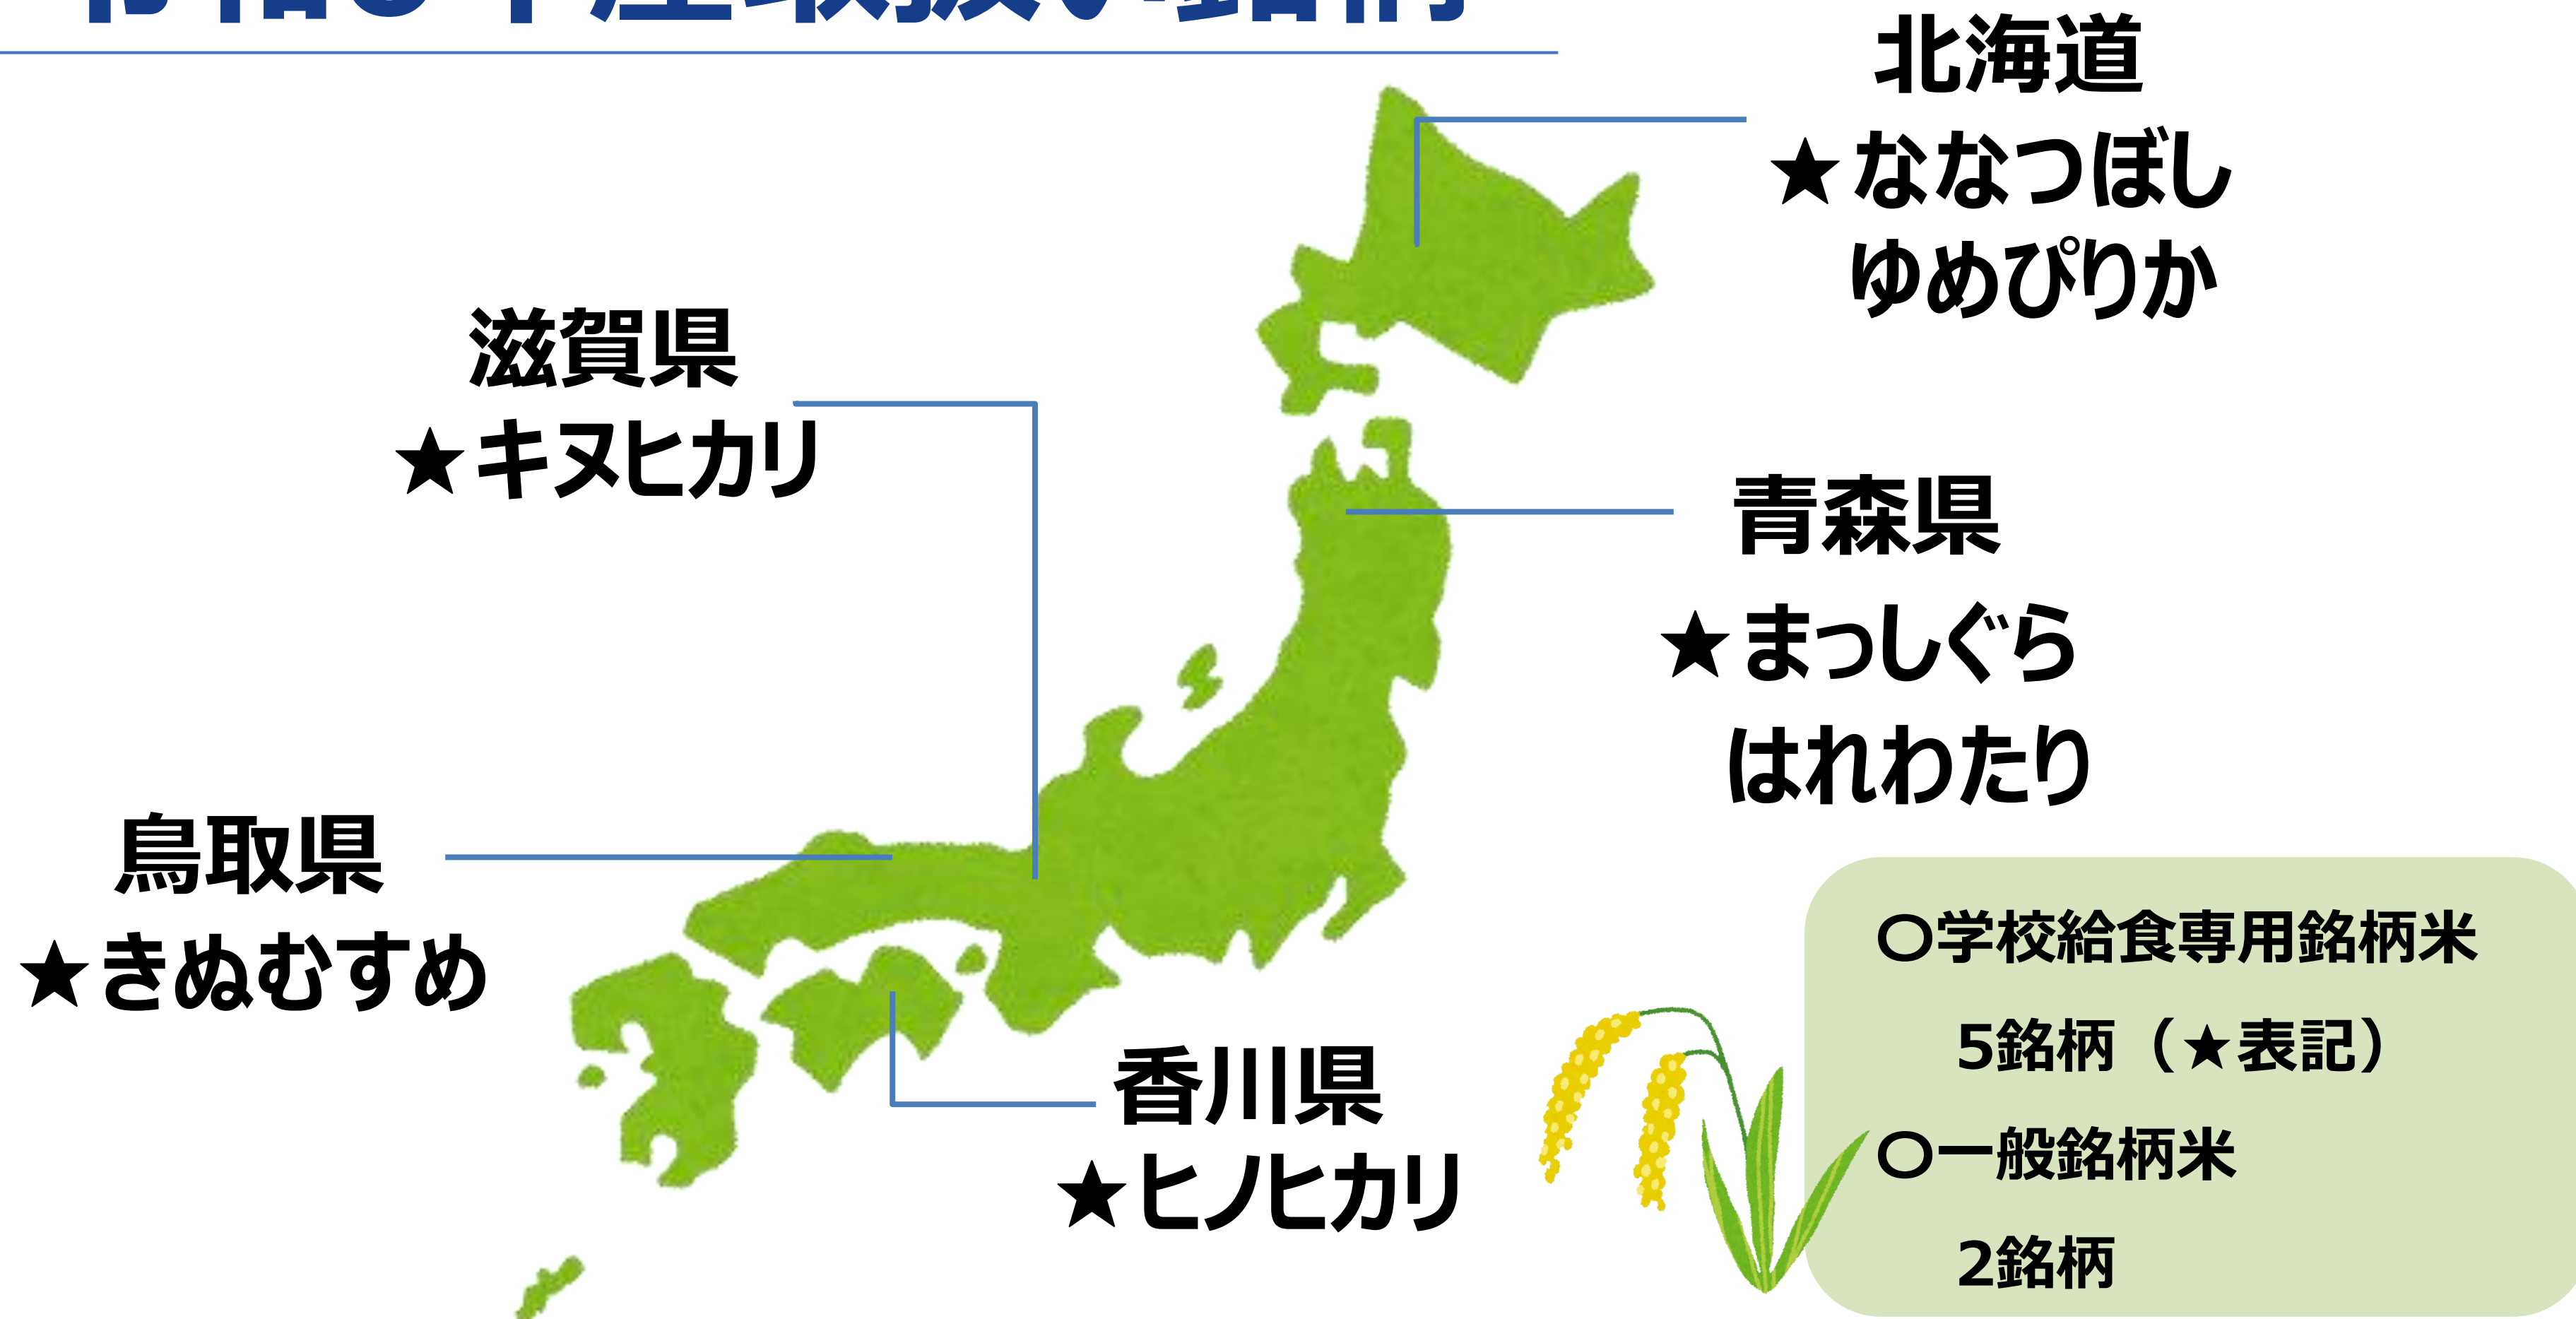 北海道
★ななつぼし
ゆめぴりか
滋賀県
★キヌヒカリ
青森県
★まっしぐら
はれわたり
鳥取県
★きぬむすめ
香川県
★ヒノヒカリ
〇学校給食専用銘柄米
5銘柄（★表記）
〇一般銘柄米
2銘柄